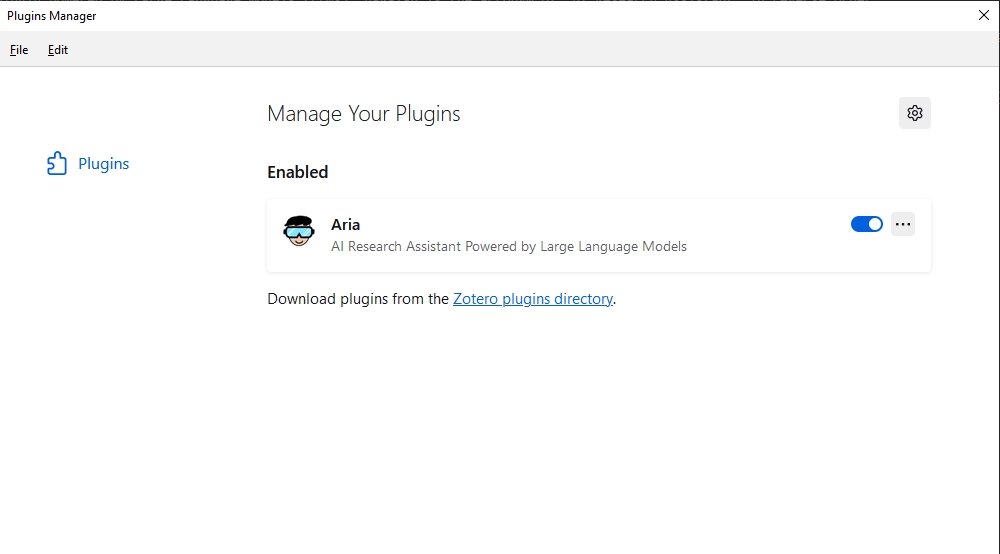 Plugins Manager
File Edit
Manage Your Plugins
Plugins
Enabled
Aria
AI Research Assistant Powered by Large Language Models
Download plugins from the Zotero plugins directory.